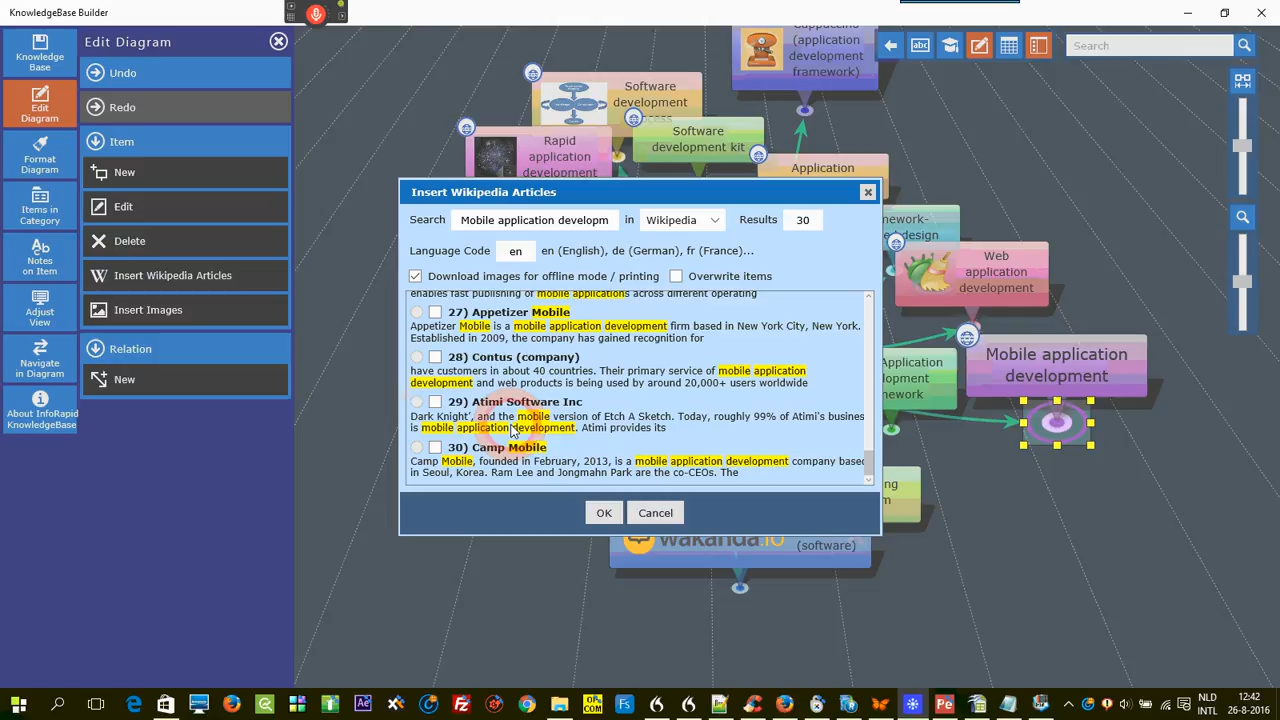 KnowledgeBase Builder
Knowledge
Base
Edit
Diagram
Format
Diagram
Items in
Category
Notes
on Item
Adjust
View
Navigate
in Diagram
About InfoRapid
KnowledgeBase
Edit Diagram
Undo
Redo
Item
New
Edit
Delete
Insert Wikipedia Articles
Insert Images
Relation
New
Search
Cappuccino
(application
development
framework)
Software
development
process
Software
development kit
Rapid
application
development
Application
Web
application
development
Mobile application
development
wakanda.io
(software)
Insert Wikipedia Articles
Search Mobile application developm in Wikipedia Results 30
Language Code en en (English), de (German), fr (France)...
Download images for offline mode / printing Overwrite items
enables fast publishing of mobile applications across different operating
27) Appetizer Mobile
Appetizer Mobile is a mobile application development firm based in New York City, New York.
Established in 2009, the company has gained recognition for
28) Contus (company)
have customers in about 40 countries. Their primary service of mobile application
development and web products is being used by around 20,000+ users worldwide
29) Atimi Software Inc
Dark Knight', and the mobile version of Etch A Sketch. Today, roughly 99% of Atimi's busines
is mobile application development. Atimi provides its
30) Camp Mobile
Camp Mobile, founded in February, 2013, is a mobile application development company based
in Seoul, Korea. Ram Lee and Jongmahn Park are the co-CEOs. The
OK Cancel
NLD 12:42
INTL 26-8-2016